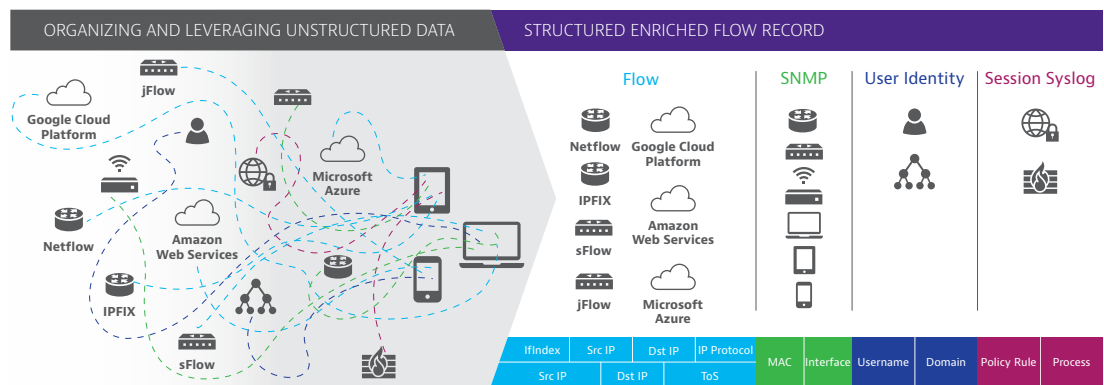 ORGANIZING AND LEVERAGING UNSTRUCTURED DATA
STRUCTURED ENRICHED FLOW RECORD
jFlow
Google Cloud
Platform
Microsoft
Azure
Netflow
Amazon
Web Services
IPFIX
sFlow
Flow
SNMP
User Identity
Session Syslog
Netflow
Google Cloud
Platform
IPFIX
Amazon
Web Services
sFlow
jFlow
Microsoft
Azure
IfIndex
Src IP
Dst IP
IP Protocol
Src IP
Dst IP
ToS
MAC
Interface
Username
Domain
Policy Rule
Process